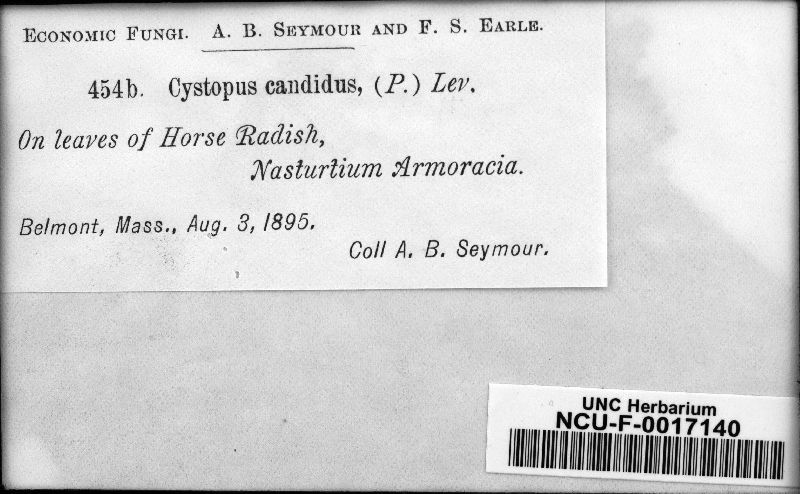 Economic Fungi. A. B. Seymour and F. S. Earle.
454b. Cystopus candidus, (P.) Lev.
On leaves of Horse Radish,
Nasturtium Armoracia.
Belmont, Mass., Aug. 3, 1895.
Coll A. B. Seymour.
UNC Herbarium
NCU-F-0017140